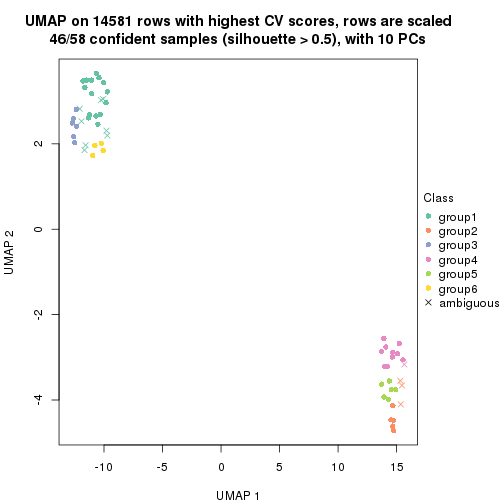 UMAP on 14581 rows with highest CV scores, rows are scaled
46/58 confident samples (silhouette > 0.5), with 10 PCs
2
0
-2
-4
UMAP 2
-10
-5
0
5
10
15
UMAP 1
Class
group1
group2
group3
group4
group5
group6
ambiguous